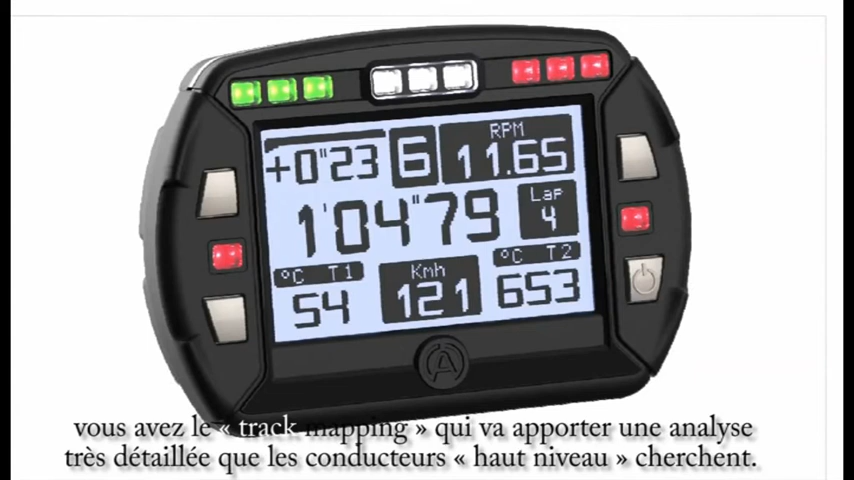 RPM
+0"23 6 11.65
Lap
1'04"79 4
°C T1 Kmh °C T2
54 121 653
A
vous avez le « track mapping » qui va apporter une analyse
très détaillée que les conducteurs « haut niveau » cherchent.